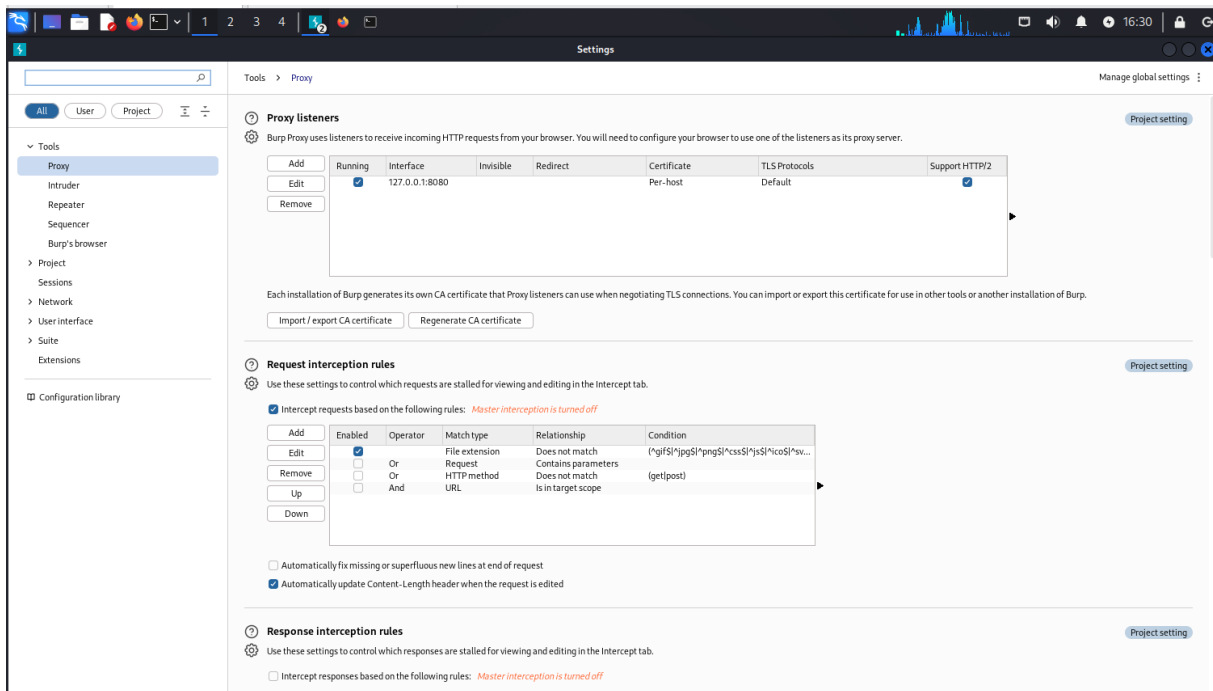 1 2 3 4 2 16:30
Settings
Tools > Proxy Manage global settings
All User Project
Tools
Proxy
Intruder
Repeater
Sequencer
Burp's browser
Project
Sessions
Network
User interface
Suite
Extensions
Configuration library
Proxy listeners Project setting
Burp Proxy uses listeners to receive incoming HTTP requests from your browser. You will need to configure your browser to use one of the listeners as its proxy server.
Add
Edit
Remove
Running Interface Invisible Redirect Certificate TLS Protocols Support HTTP/2
127.0.0.1:8080 Per-host Default
Each installation of Burp generates its own CA certificate that Proxy listeners can use when negotiating TLS connections. You can import or export this certificate for use in other tools or another installation of Burp.
Import / export CA certificate Regenerate CA certificate
Request interception rules Project setting
Use these settings to control which requests are stalled for viewing and editing in the Intercept tab.
Intercept requests based on the following rules: Master interception is turned off
Add
Edit
Remove
Up
Down
Enabled Operator Match type Relationship Condition
File extension Does not match (^gif$|^jpg$|^png$|^css$|^js$|^ico$|^sv...
Or Request Contains parameters
Or HTTP method Does not match (get|post)
And URL Is in target scope
Automatically fix missing or superfluous new lines at end of request
Automatically update Content-Length header when the request is edited
Response interception rules Project setting
Use these settings to control which responses are stalled for viewing and editing in the Intercept tab.
Intercept responses based on the following rules: Master interception is turned off